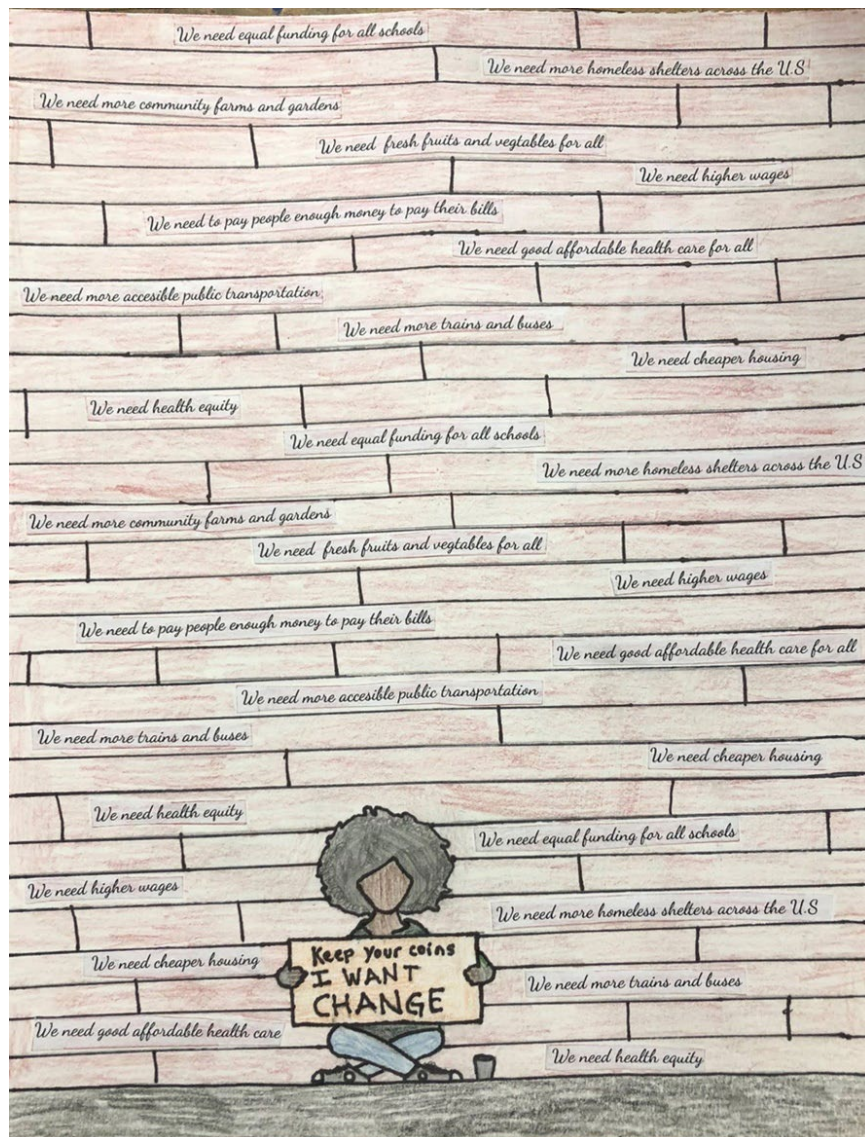 We need equal funding for all schools
We need more homeless shelters across the U.S
We need more community farms and gardens
We need fresh fruits and vegtables for all
We need higher wages
We need to pay people enough money to pay their bills
We need good affordable health care for all
We need more accesible public transportation
We need more trains and buses
We need cheaper housing
We need health equity
We need equal funding for all schools
We need more homeless shelters across the U.S
We need more community farms and gardens
We need fresh fruits and vegtables for all
We need higher wages
We need to pay people enough money to pay their bills
We need good affordable health care for all
We need more accesible public transportation
We need more trains and buses
We need cheaper housing
We need health equity
We need equal funding for all schools
We need higher wages
We need more homeless shelters across the U.S
Keep your coins
I WANT
CHANGE
We need cheaper housing
We need more trains and buses
We need good affordable health care
We need health equity